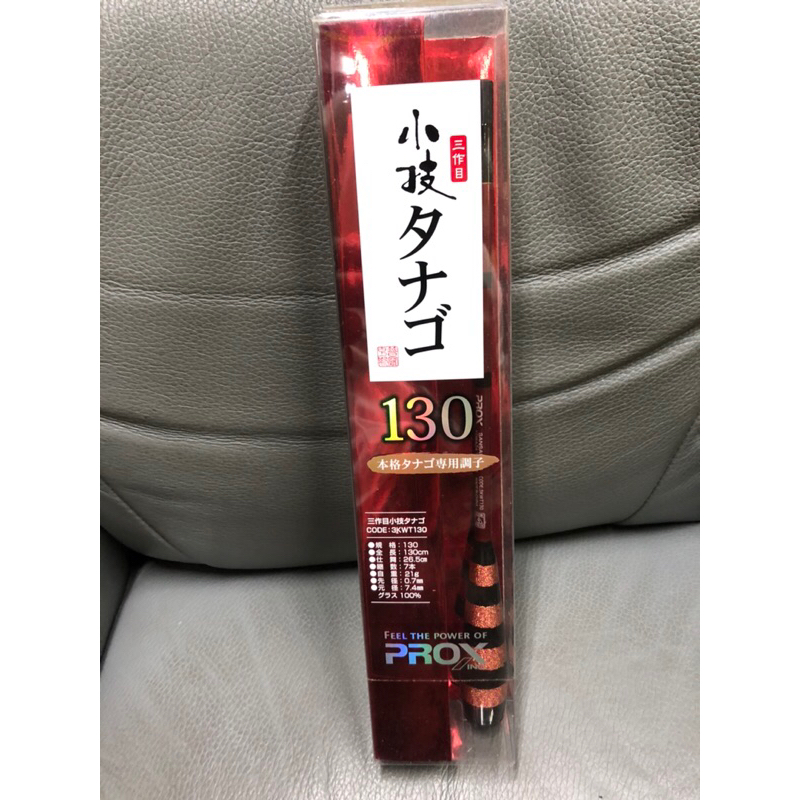 三作目
小技タナゴ
130
本格タナゴ専用調子
三作目小技タナゴ
CODE:3JKWT130
●規 格:130
●全 長:130cm
●仕 舞:26.5cm
●継 数:7本
●自 重:21g
●先 径:0.7mm
●元 径:7.4mm
グラス 100%
FEEL THE POWER OF
PROX
INC
PROX